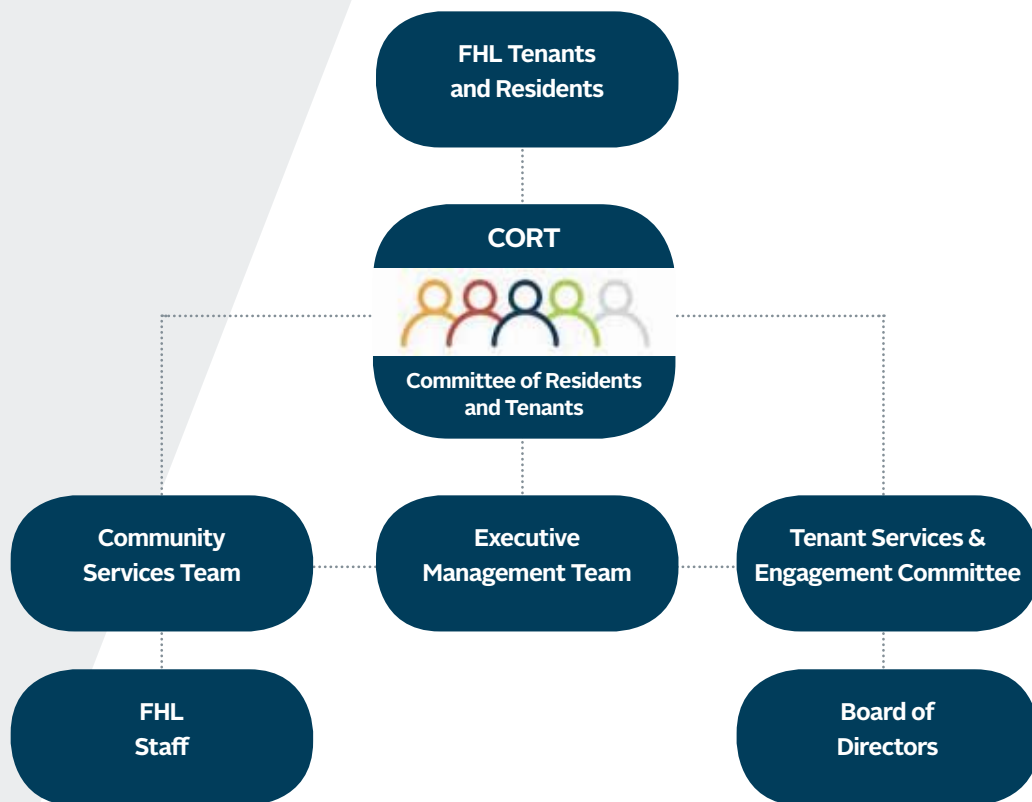 FHL Tenants
and Residents
CORT
Committee of Residents
and Tenants
Community
Services Team
Executive
Management Team
Tenant Services &
Engagement Committee
FHL
Staff
Board of
Directors